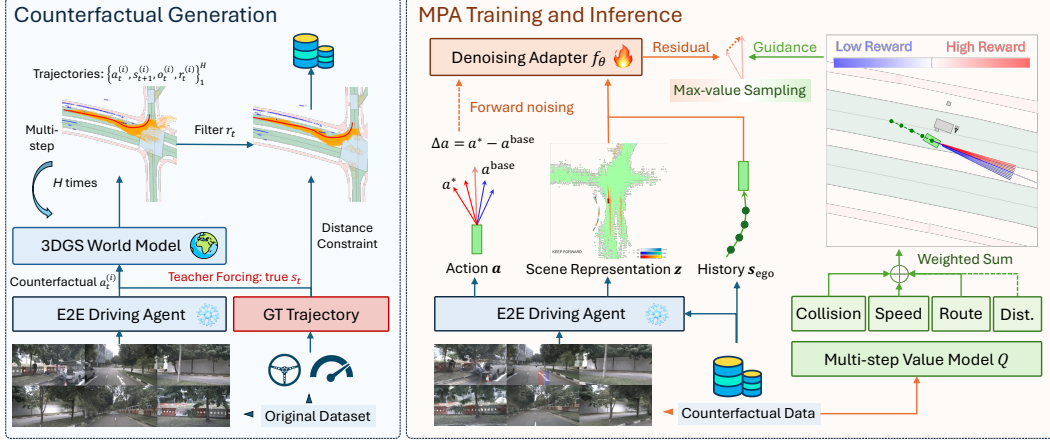 Counterfactual Generation
Trajectories: {a_t^(i), s_{t+1}^(i), o_t^(i), r_t^(i)}_1^H
Multi-
step
H times
Filter r_t
3DGS World Model
Distance
Constraint
Counterfactual a_t^(i)
Teacher Forcing: true s_t
E2E Driving Agent
GT Trajectory
Original Dataset
MPA Training and Inference
Denoising Adapter f_θ
Residual
Guidance
Max-value Sampling
Low Reward
High Reward
Forward noising
Δa = a* − a^base
a*
a^base
KEEP FORWARD
Action a
Scene Representation z
History s_ego
E2E Driving Agent
Counterfactual Data
Weighted Sum
Collision
Speed
Route
Dist.
Multi-step Value Model Q